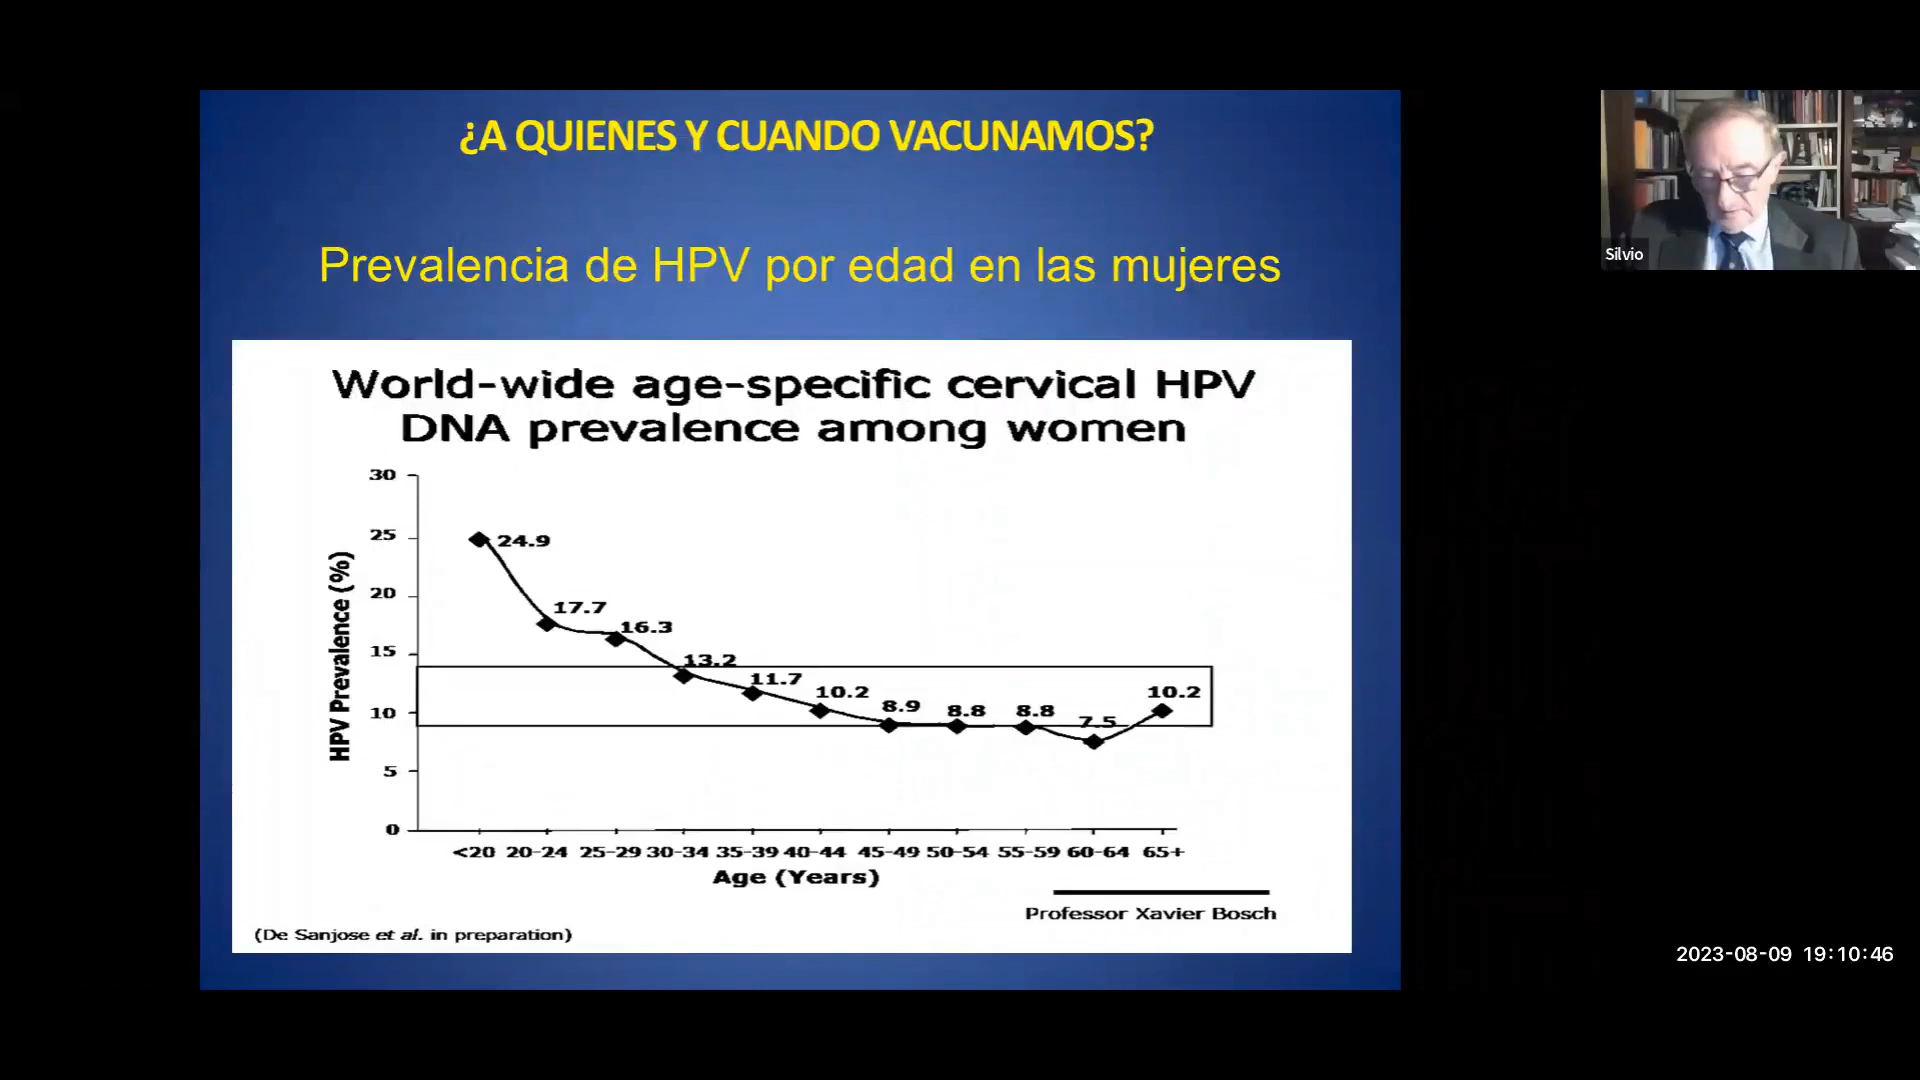 ¿A QUIENES Y CUANDO VACUNAMOS?
Prevalencia de HPV por edad en las mujeres
World-wide age-specific cervical HPV
DNA prevalence among women
HPV Prevalence (%)
30
25
20
15
10
5
0
24.9
17.7
16.3
13.2
11.7
10.2
8.9
8.8
8.8
7.5
10.2
<20 20-24 25-29 30-34 35-39 40-44 45-49 50-54 55-59 60-64 65+
Age (Years)
Professor Xavier Bosch
(De Sanjose et al. in preparation)
Silvio
2023-08-09 19:10:46